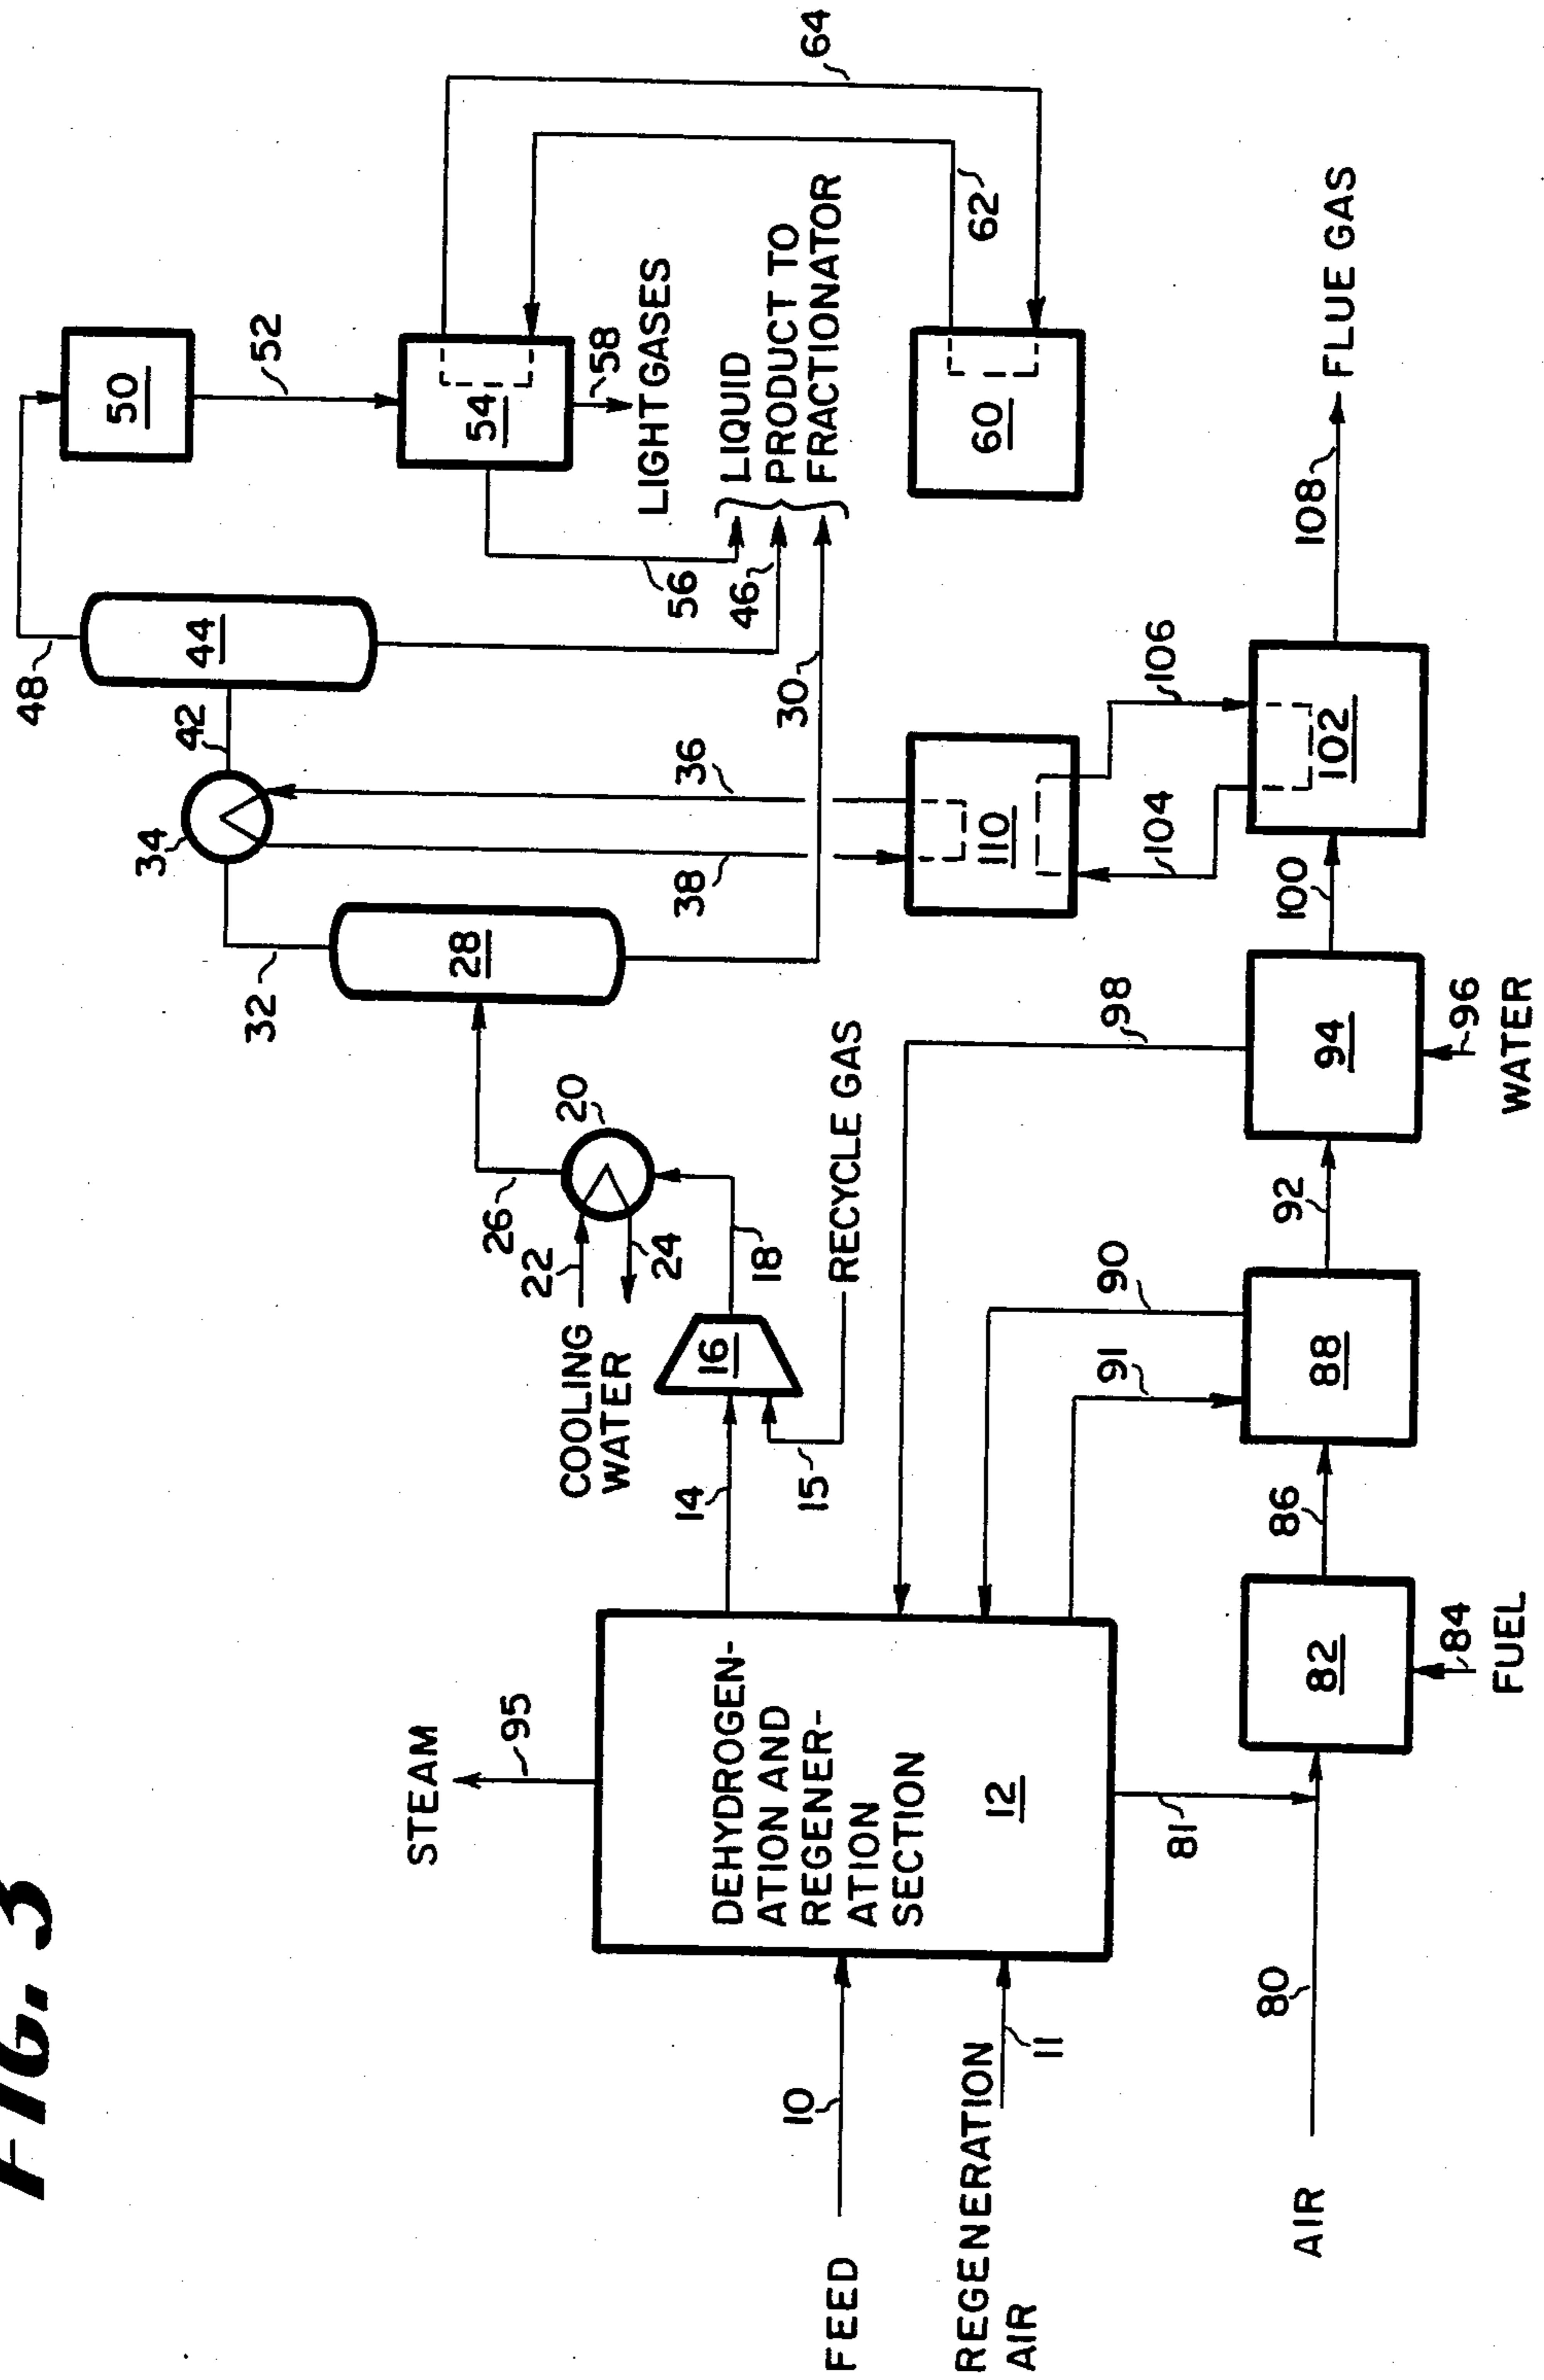 FIG. 3
48
50
34
42
44
32
52
STEAM
95
28
54
COOLING
WATER
22
26
20
24
58
LIGHT GASES
14
16
18
38
36
56
46
30
LIQUID
PRODUCT TO
FRACTIONATOR
64
15
RECYCLE GAS
FEED
10
DEHYDROGEN-
ATION AND
REGENER-
ATION
SECTION
12
REGENERATION
AIR
11
110
60
62
91
90
98
104
106
81
AIR
80
82
86
88
92
94
100
102
108
FLUE GAS
84
FUEL
96
WATER